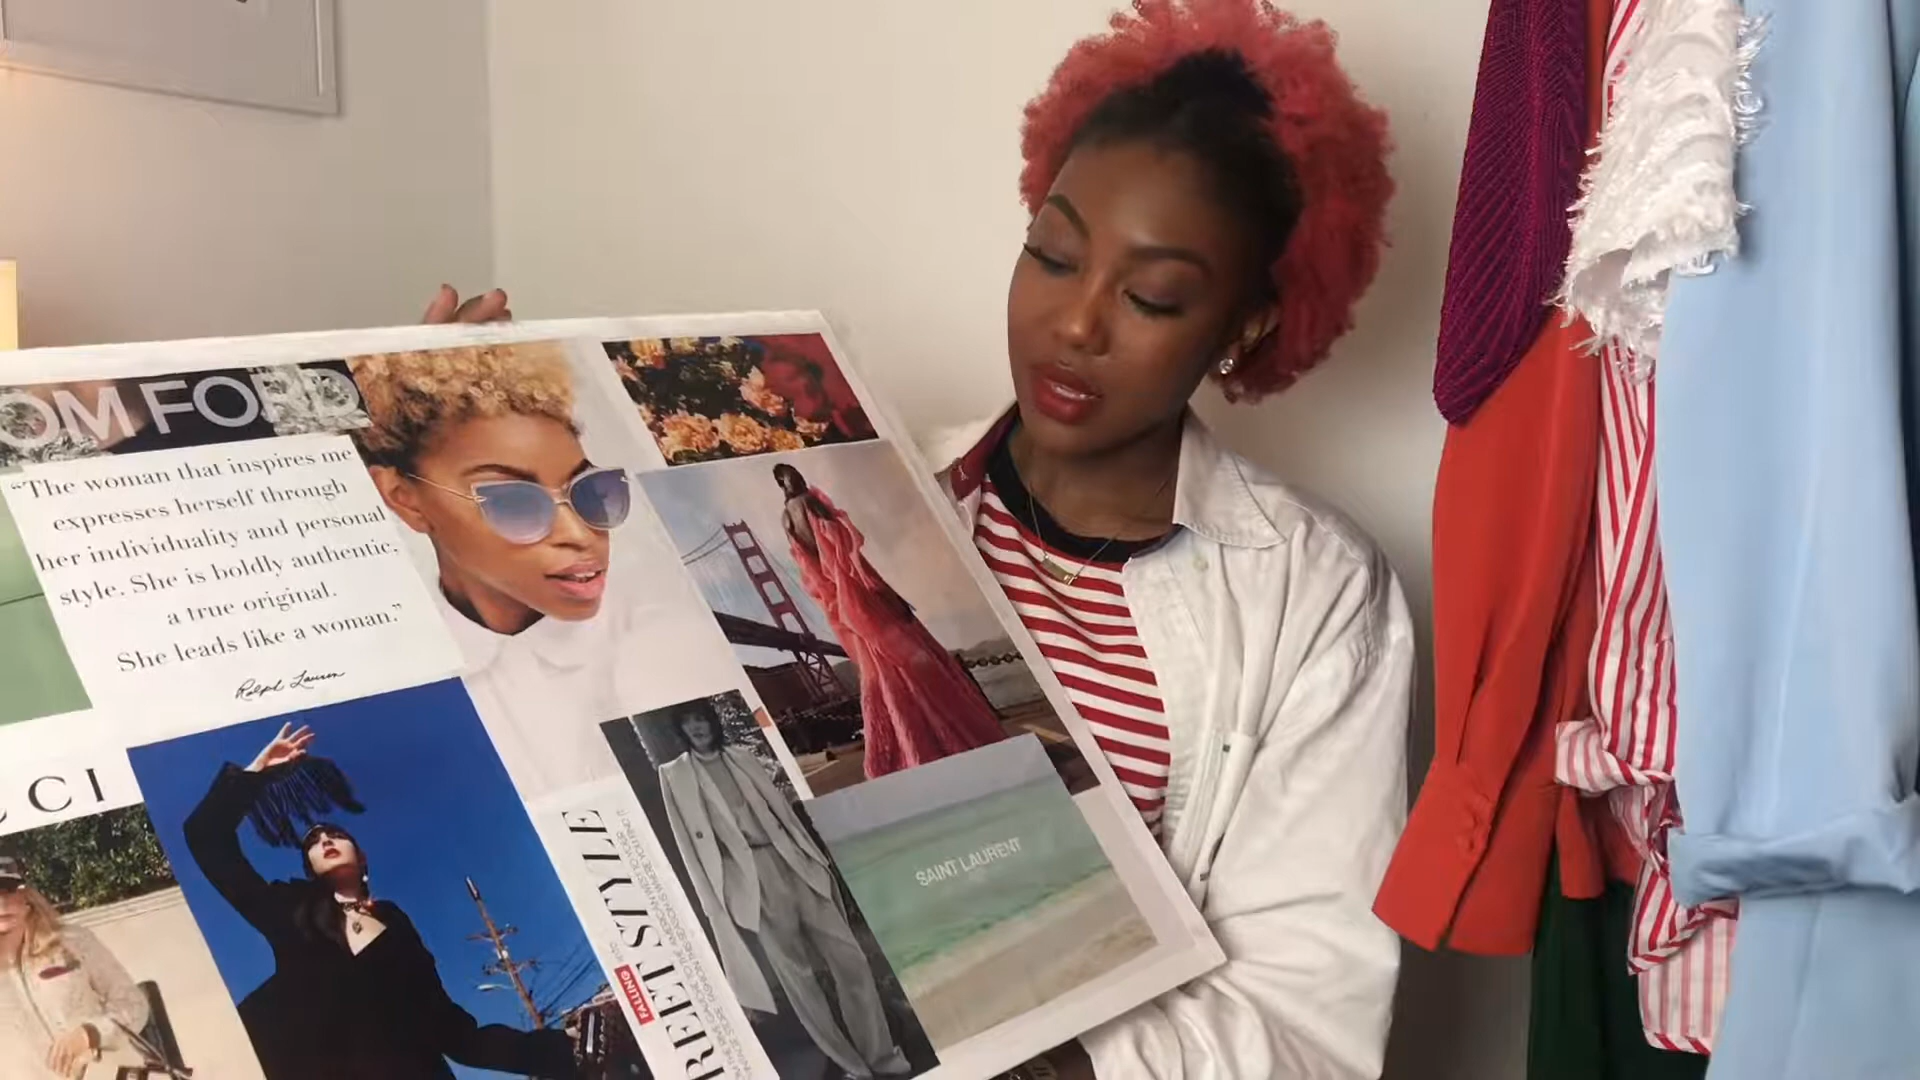 OM FORD
“The woman that inspires me
expresses herself through
her individuality and personal
style. She is boldly authentic,
a true original.
She leads like a woman.”
Ralph Lauren
CCI
REET STYLE
FALLING
SAINT LAURENT